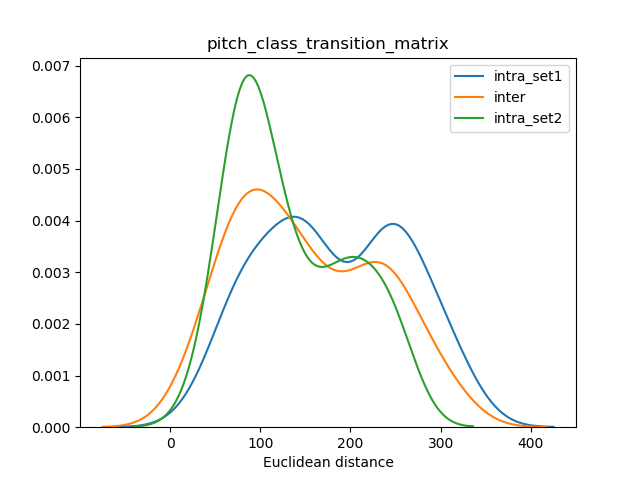 pitch_class_transition_matrix
0.007
0.006
0.005
0.004
0.003
0.002
0.001
0.000
intra_set1
inter
intra_set2
0 100 200 300 400
Euclidean distance